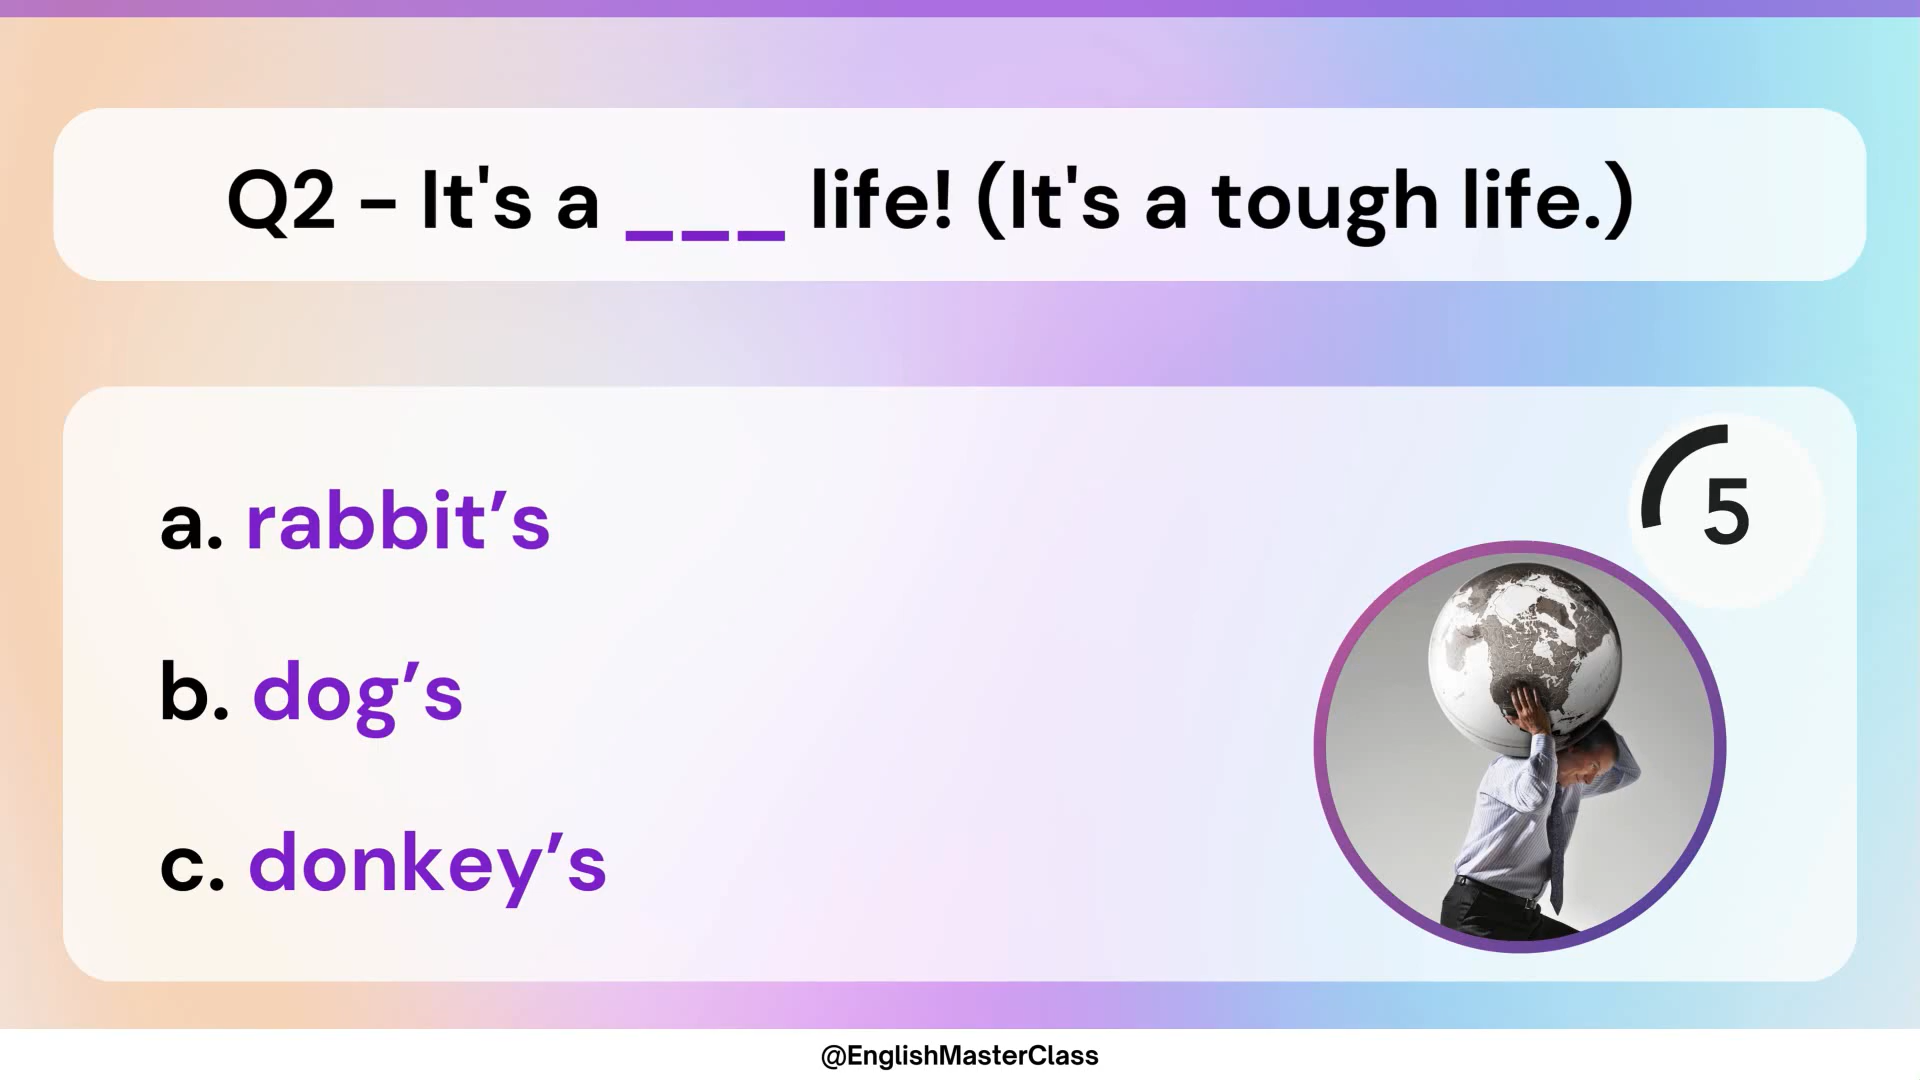 Q2 - It's a ___ life! (It's a tough life.)
a. rabbit’s
b. dog’s
c. donkey’s
5
@EnglishMasterClass